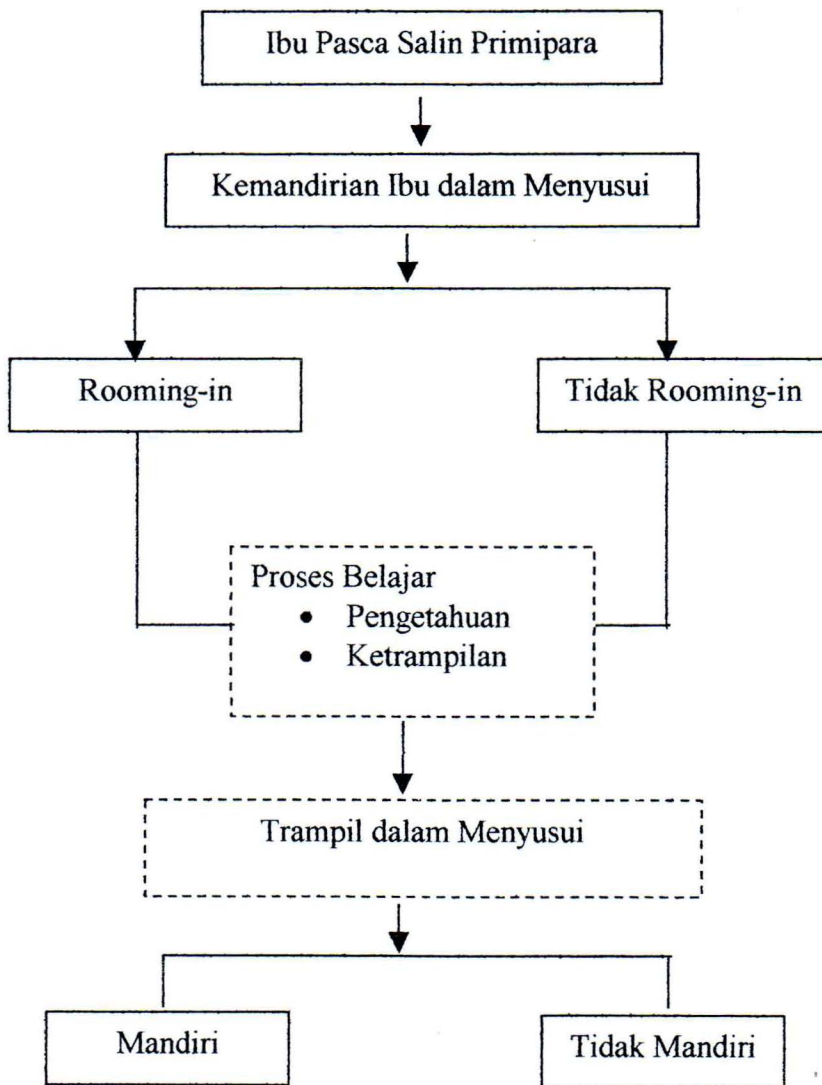 Ibu Pasca Salin Primipara
Kemandirian Ibu dalam Menyusui
Rooming-in
Tidak Rooming-in
Proses Belajar
• Pengetahuan
• Ketrampilan
Trampil dalam Menyusui
Mandiri
Tidak Mandiri